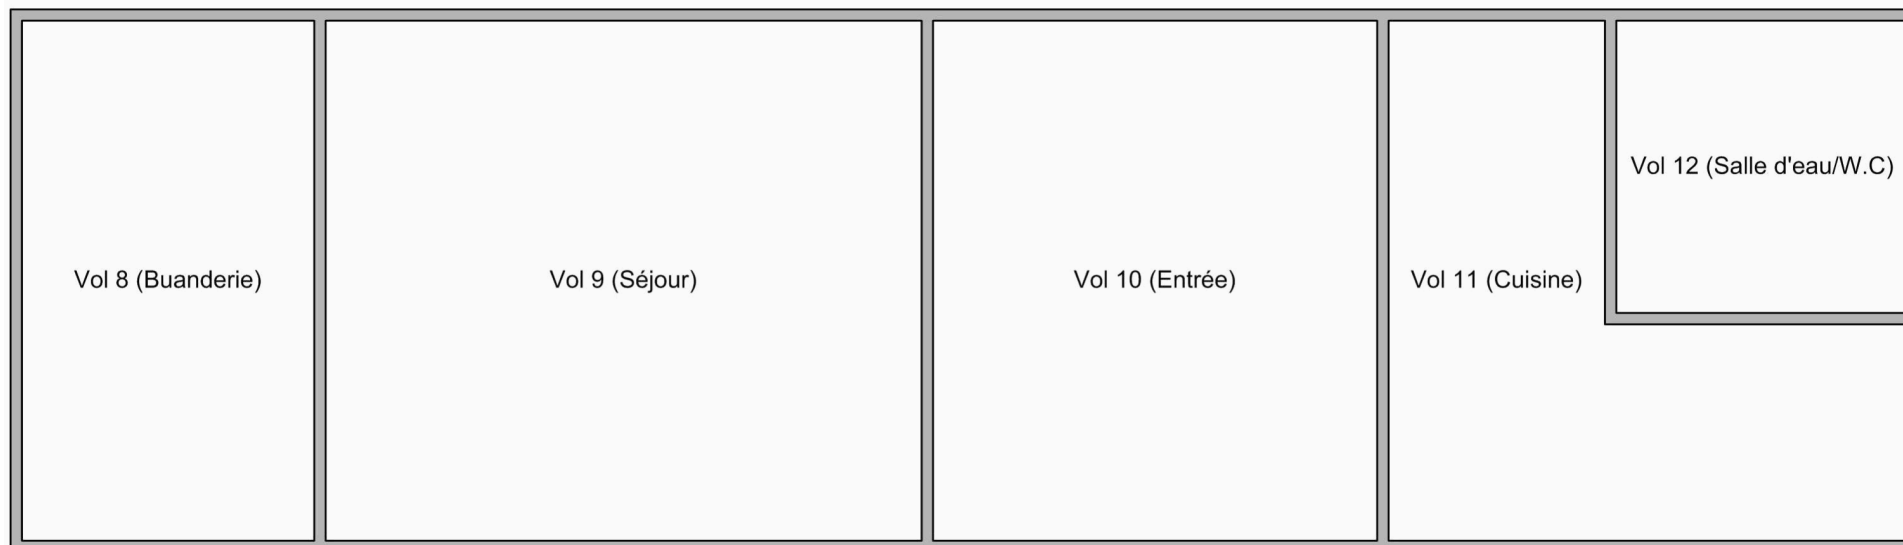 Vol 12 (Salle d'eau/W.C)
Vol 8 (Buanderie)
Vol 9 (Séjour)
Vol 10 (Entrée)
Vol 11 (Cuisine)